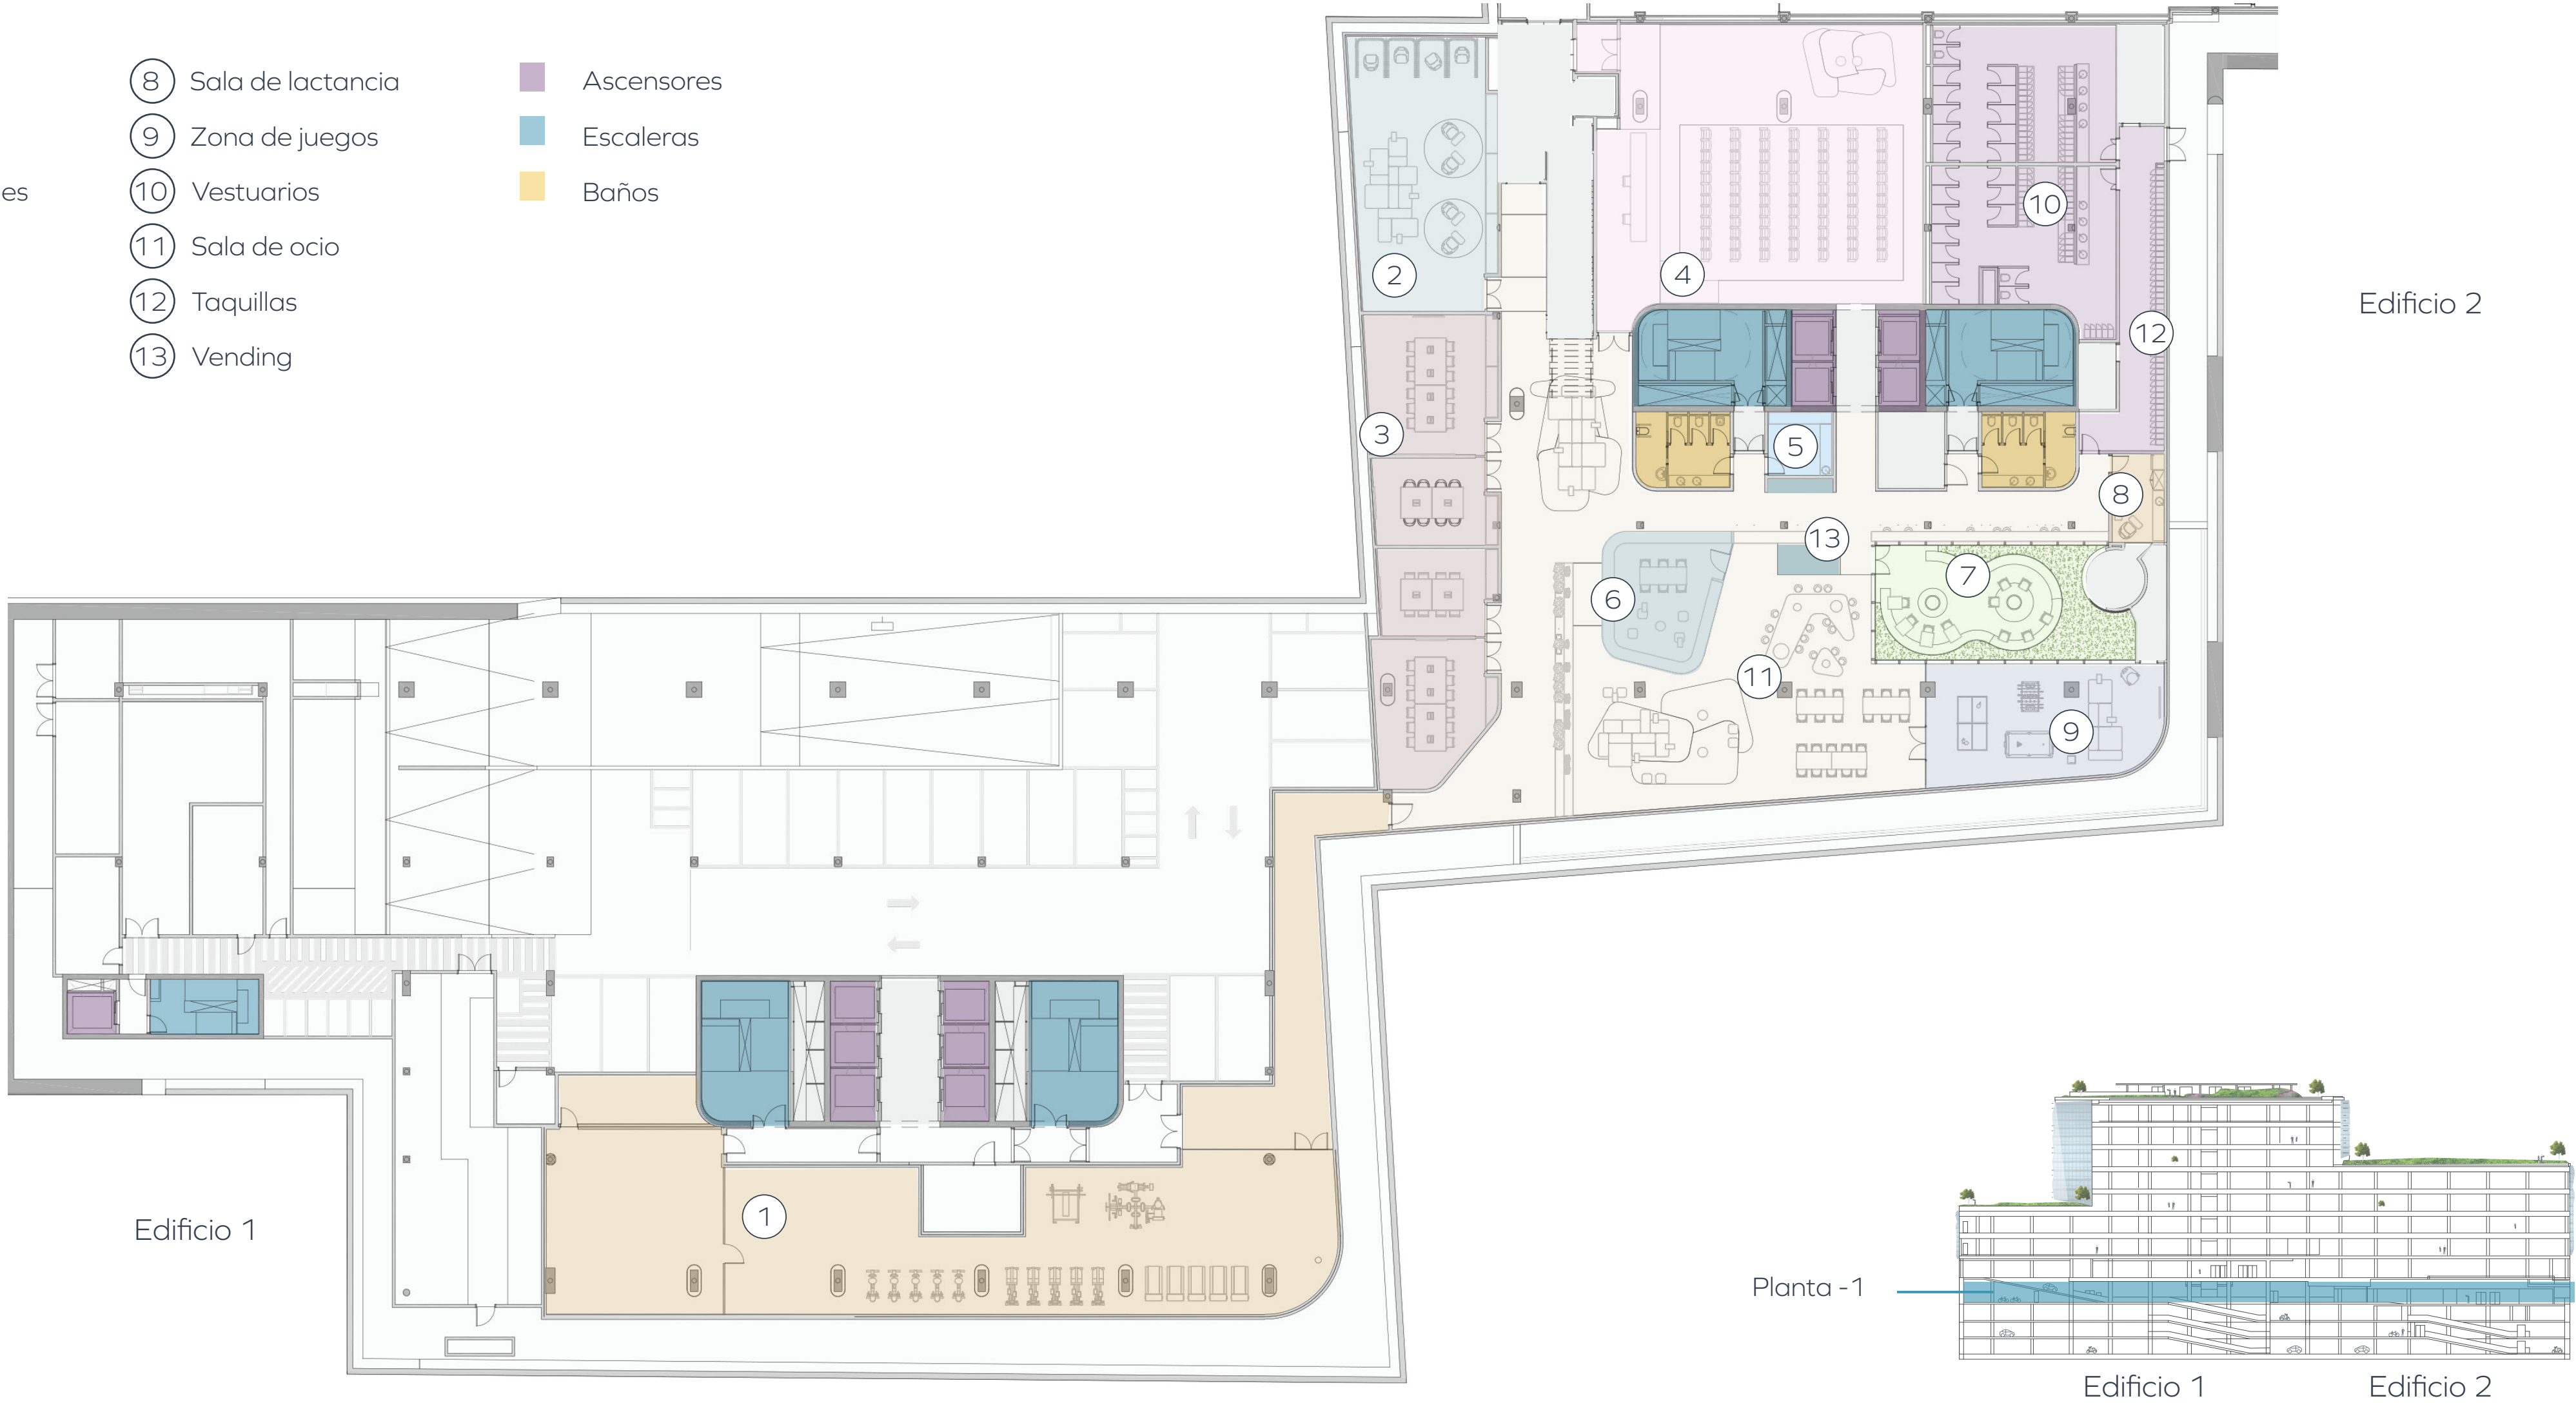 8 Sala de lactancia
9 Zona de juegos
es
10 Vestuarios
11 Sala de ocio
12 Taquillas
13 Vending
Ascensores
Escaleras
Baños
2
4
10
12
3
5
8
13
7
6
11
9
Edificio 2
1
Edificio 1
Planta -1
Edificio 1
Edificio 2